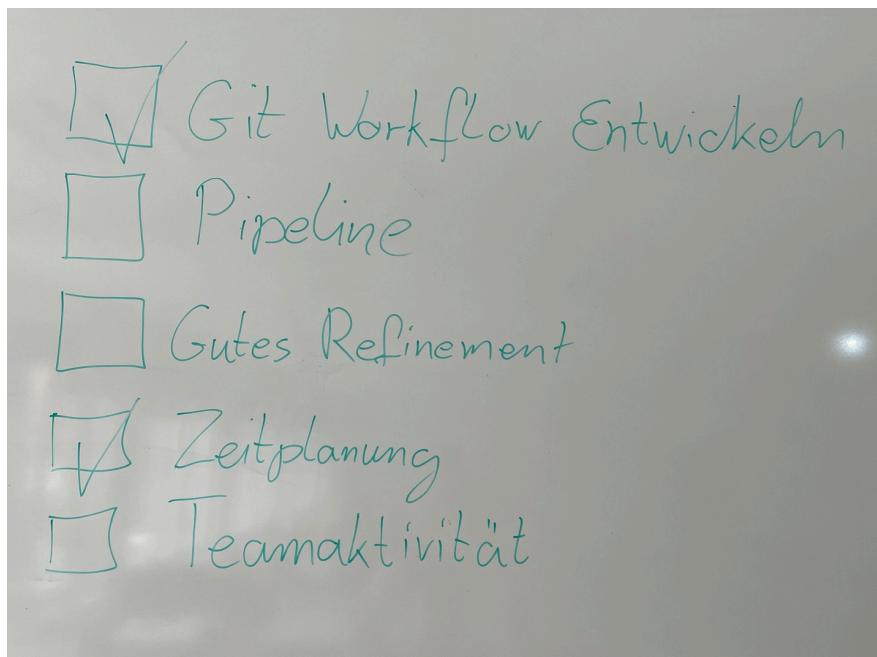 Git Workflow Entwickeln
Pipeline
Gutes Refinement
Zeitplanung
Teamaktivität